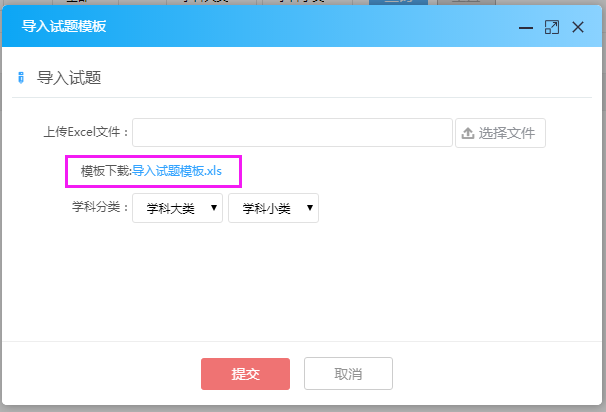 导入试题模板
导入试题
上传Excel文件：
选择文件
模板下载:导入试题模板.xls
学科分类： 学科大类 学科小类
提交 取消